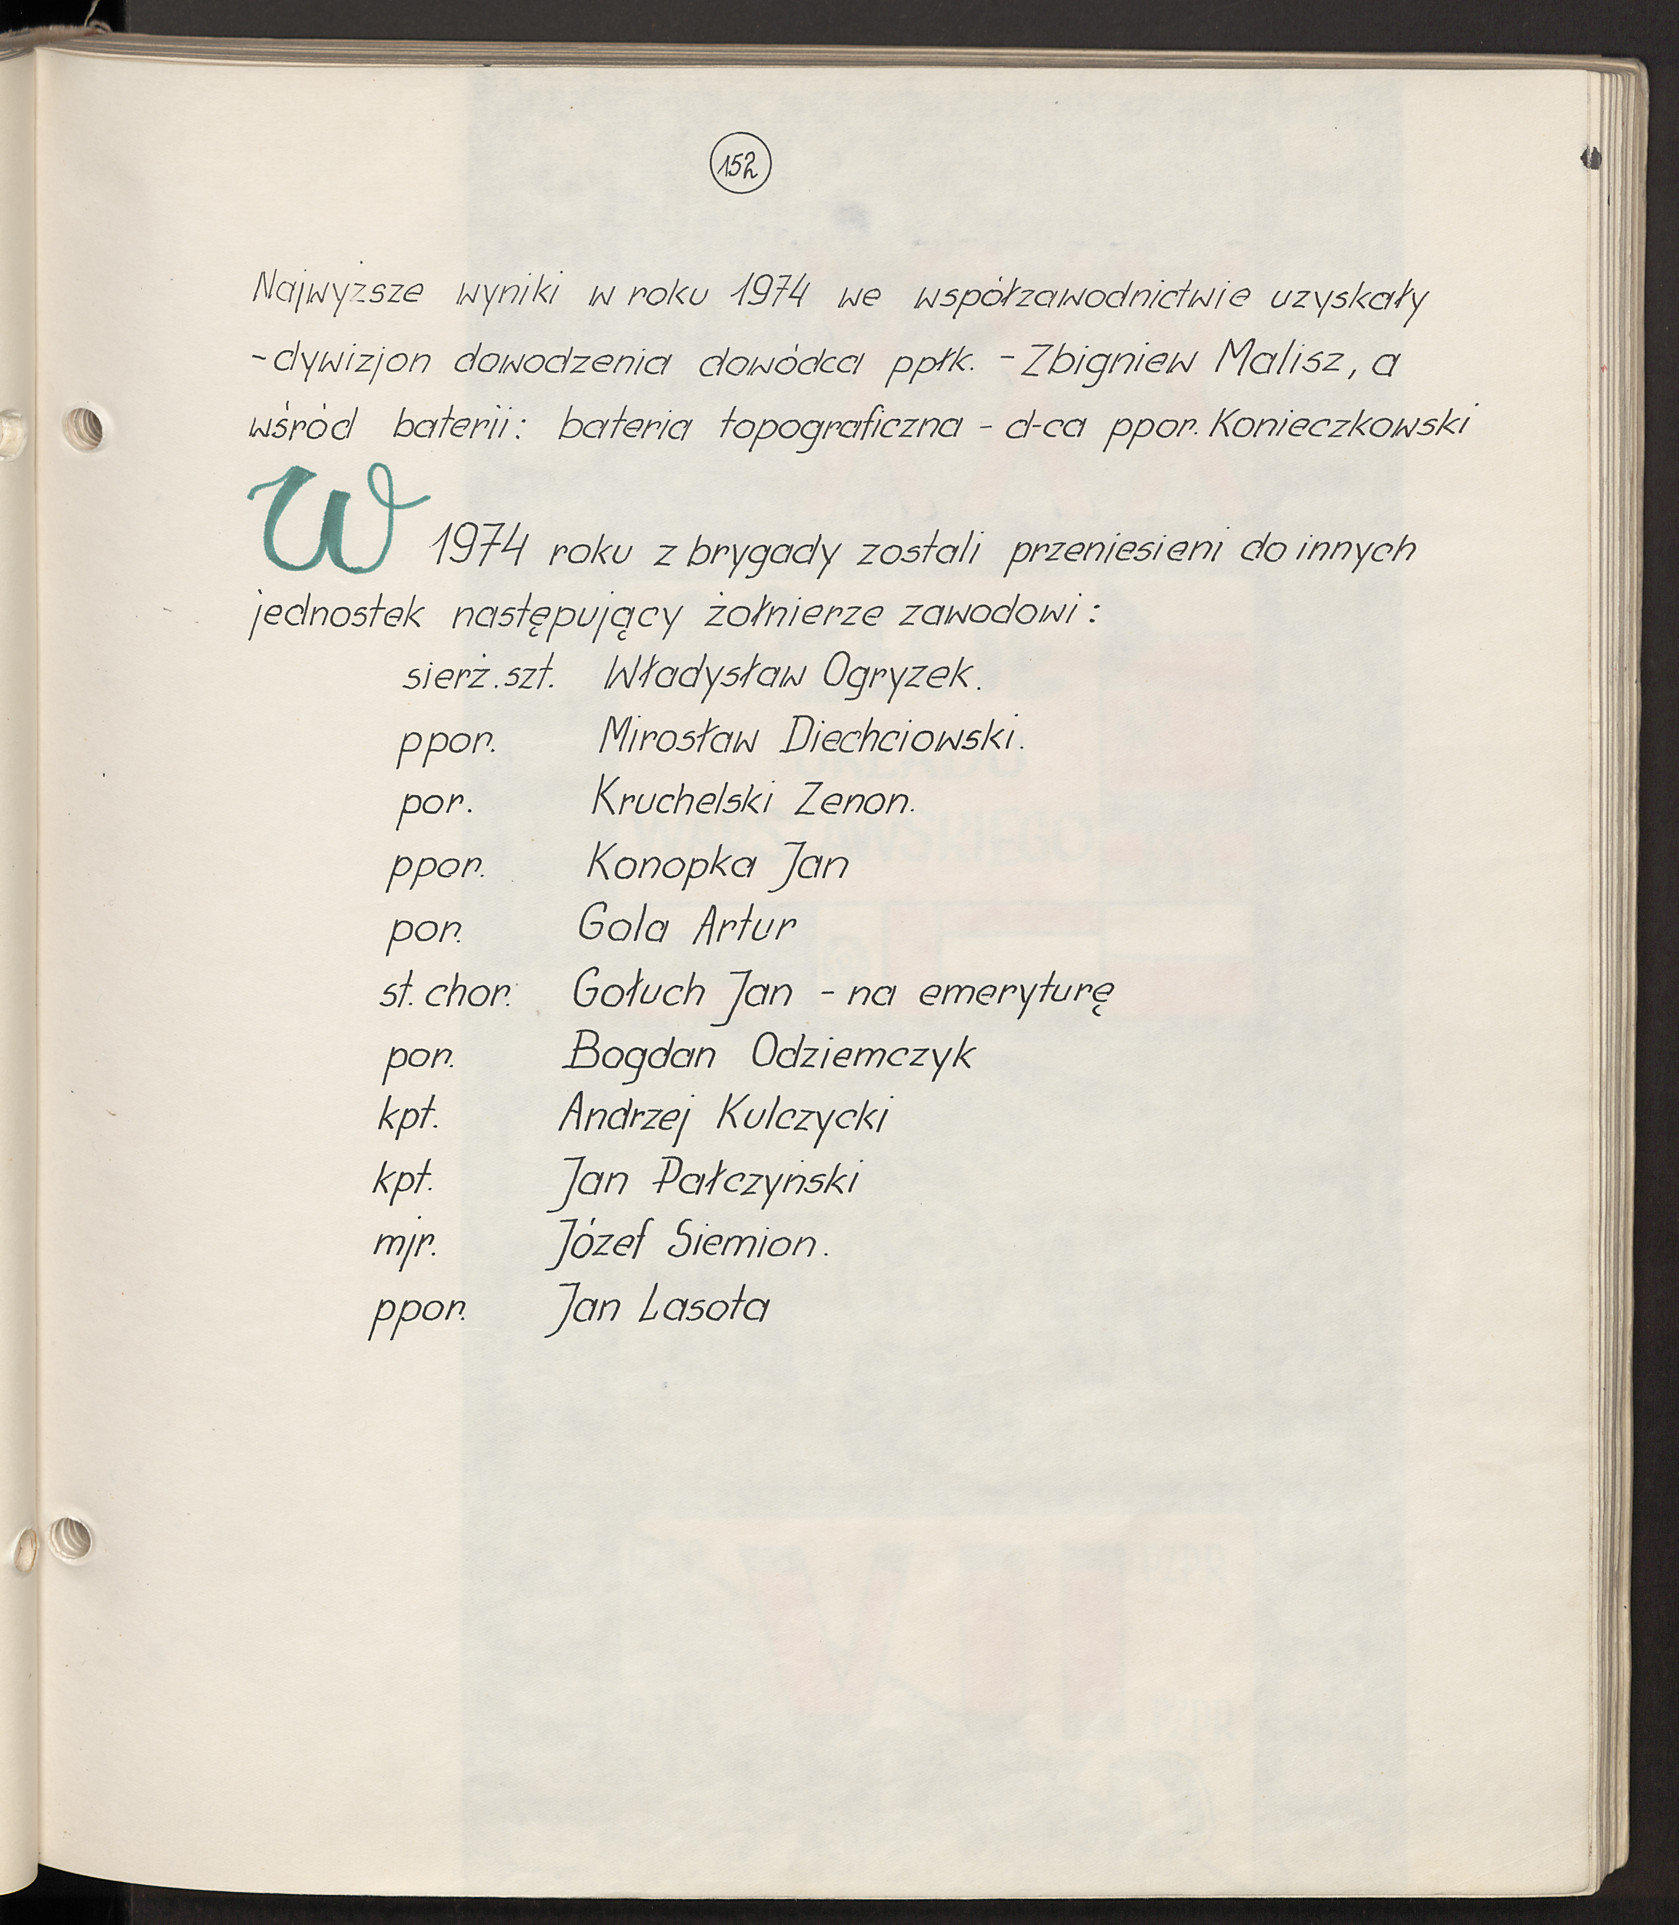 152
Najwyższe wyniki w roku 1974 we współzawodnictwie uzyskały
- dywizjon dowodzenia dowódca ppłk. - Zbigniew Malisz, a
wśród baterii: bateria topograficzna - d-ca ppor. Konieczkowski
W 1974 roku z brygady zostali przeniesieni do innych
jednostek następujący żołnierze zawodowi:
sierż. szt. Władysław Ogryzek.
ppor. Mirosław Diechciowski.
por. Kruchelski Zenon.
ppor. Konopka Jan
por. Gola Artur
st. chor. Gołuch Jan - na emeryturę
por. Bogdan Odziemczyk
kpt. Andrzej Kulczycki
kpt. Jan Pałczyński
mjr. Józef Siemion.
ppor. Jan Lasota